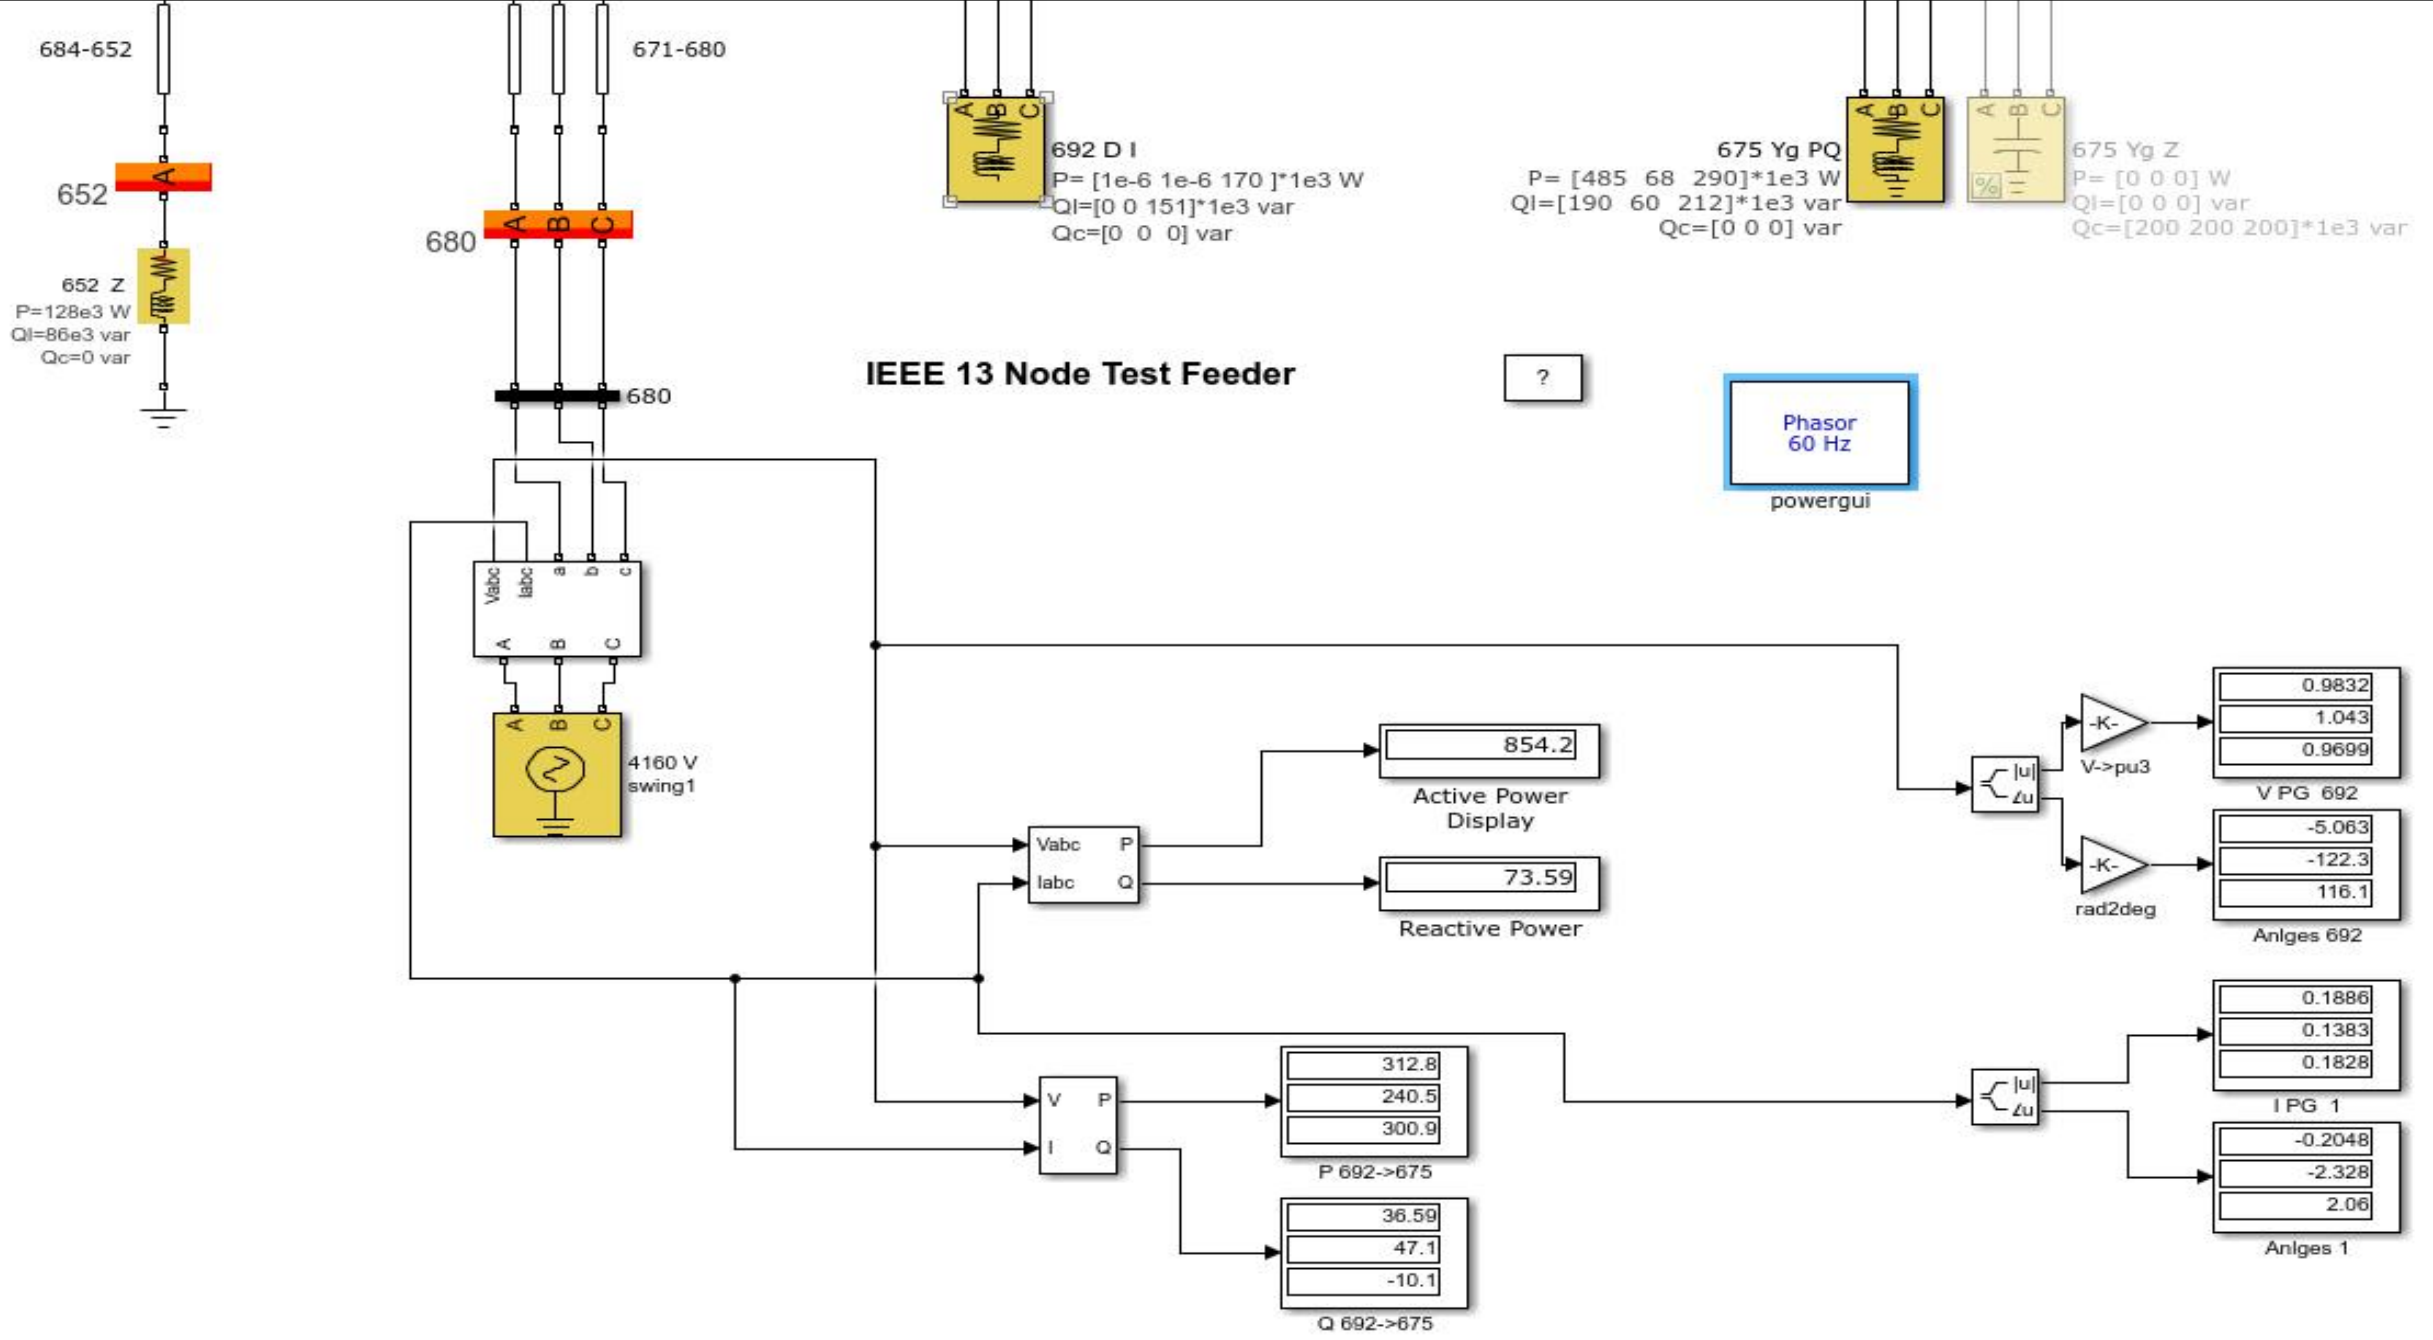 684-652
671-680
A
B
C
692 D I
P= [1e-6 1e-6 170 ]*1e3 W
Ql=[0 0 151]*1e3 var
Qc=[0 0 0] var
675 Yg PQ
P= [485 68 290]*1e3 W
Ql=[190 60 212]*1e3 var
Qc=[0 0 0] var
A
B
C
A
B
C
%
675 Yg Z
P= [0 0 0] W
Ql=[0 0 0] var
Qc=[200 200 200]*1e3 var
A
652
A
B
C
680
652 Z
P=128e3 W
Ql=86e3 var
Qc=0 var
680
IEEE 13 Node Test Feeder
?
Phasor
60 Hz
powergui
Vabc
Iabc
a
b
c
A
B
C
A
B
C
4160 V
swing1
Vabc
Iabc
P
Q
854.2
Active Power
Display
73.59
Reactive Power
|u|
∠u
-K-
V->pu3
-K-
rad2deg
0.9832
1.043
0.9699
V PG 692
-5.063
-122.3
116.1
Anlges 692
V
I
P
Q
312.8
240.5
300.9
P 692->675
36.59
47.1
-10.1
Q 692->675
|u|
∠u
0.1886
0.1383
0.1828
I PG 1
-0.2048
-2.328
2.06
Anlges 1